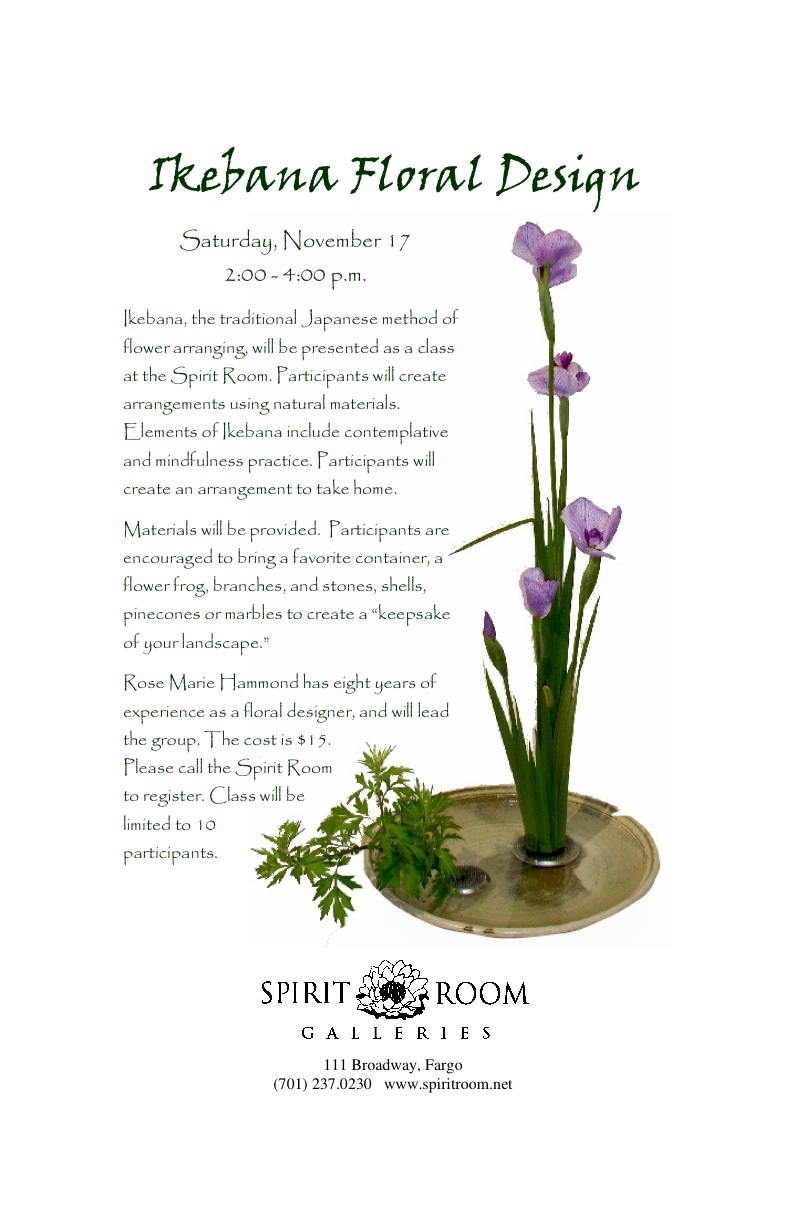 Ikebana Floral Design
Saturday, November 17
2:00 - 4:00 p.m.
Ikebana, the traditional Japanese method of
flower arranging, will be presented as a class
at the Spirit Room. Participants will create
arrangements using natural materials.
Elements of Ikebana include contemplative
and mindfulness practice. Participants will
create an arrangement to take home.
Materials will be provided.  Participants are
encouraged to bring a favorite container, a
flower frog, branches, and stones, shells,
pinecones or marbles to create a “keepsake
of your landscape.”
Rose Marie Hammond has eight years of
experience as a floral designer, and will lead
the group. The cost is $15.
Please call the Spirit Room
to register. Class will be
limited to 10
participants.
SPIRIT ROOM
GALLERIES
111 Broadway, Fargo
(701) 237.0230   www.spiritroom.net